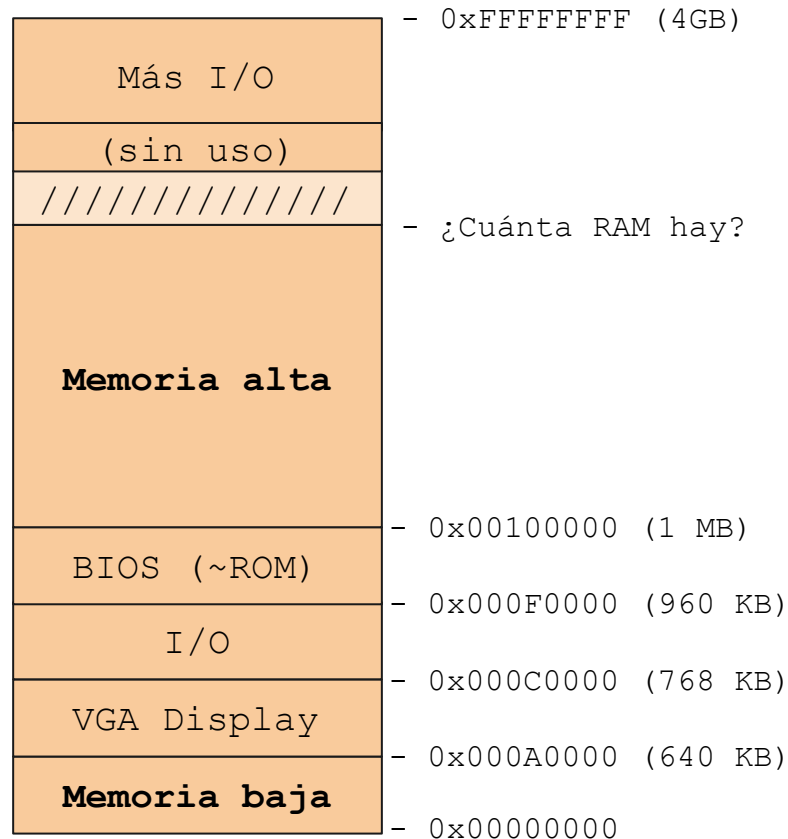 - 0xFFFFFFFF (4GB)
Más I/O
(sin uso)
//////////////
- ¿Cuánta RAM hay?
Memoria alta
- 0x00100000 (1 MB)
BIOS (~ROM)
- 0x000F0000 (960 KB)
I/O
- 0x000C0000 (768 KB)
VGA Display
- 0x000A0000 (640 KB)
Memoria baja
- 0x00000000